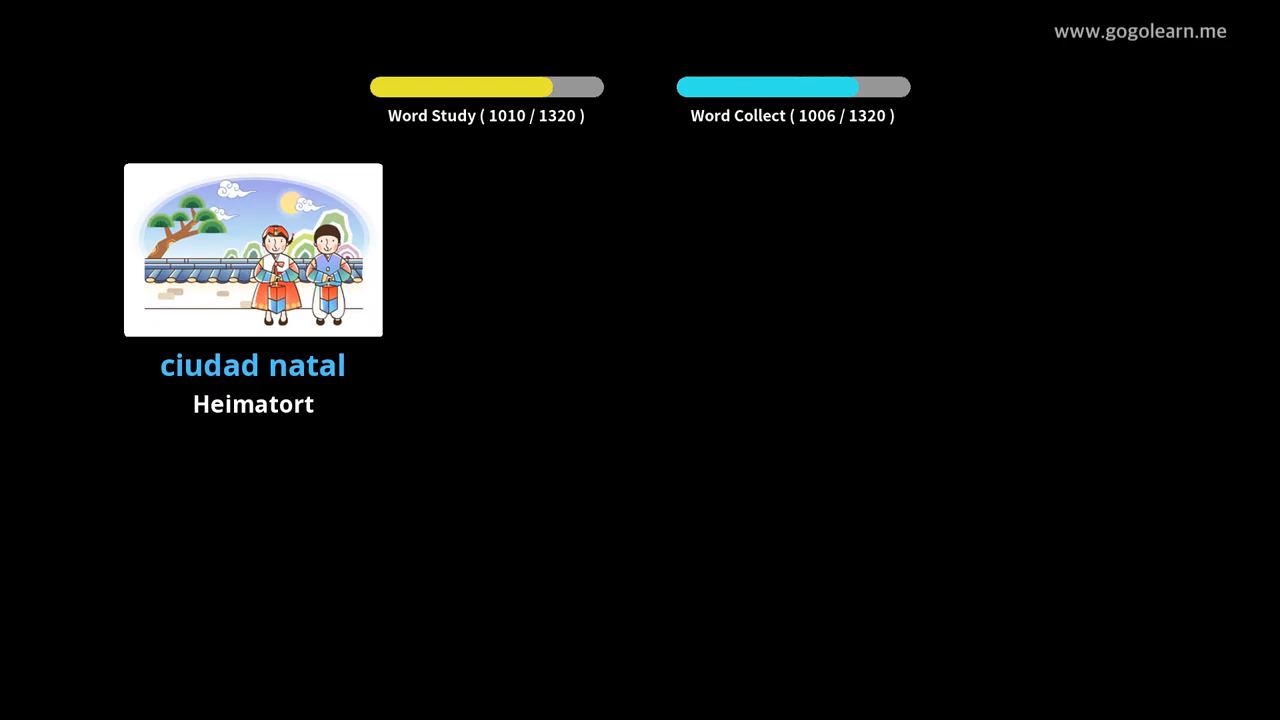 www.gogolearn.me
Word Study ( 1010 / 1320 )
Word Collect ( 1006 / 1320 )
ciudad natal
Heimatort